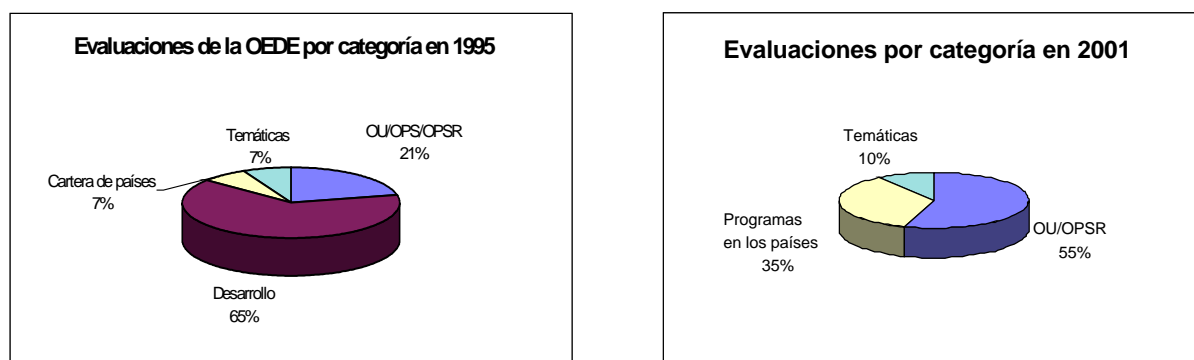 Evaluaciones de la OEDE por categoría en 1995
Temáticas
7%
OU/OPS/OPSR
21%
Cartera de países
7%
Desarrollo
65%
Evaluaciones por categoría en 2001
Temáticas
10%
Programas
en los países
35%
OU/OPSR
55%